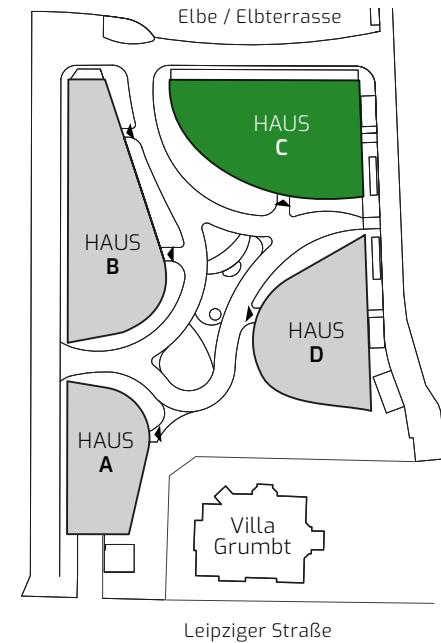 Elbe / Elbterrasse
HAUS
C
HAUS
B
HAUS
D
HAUS
A
Villa
Grumbt
Leipziger Straße